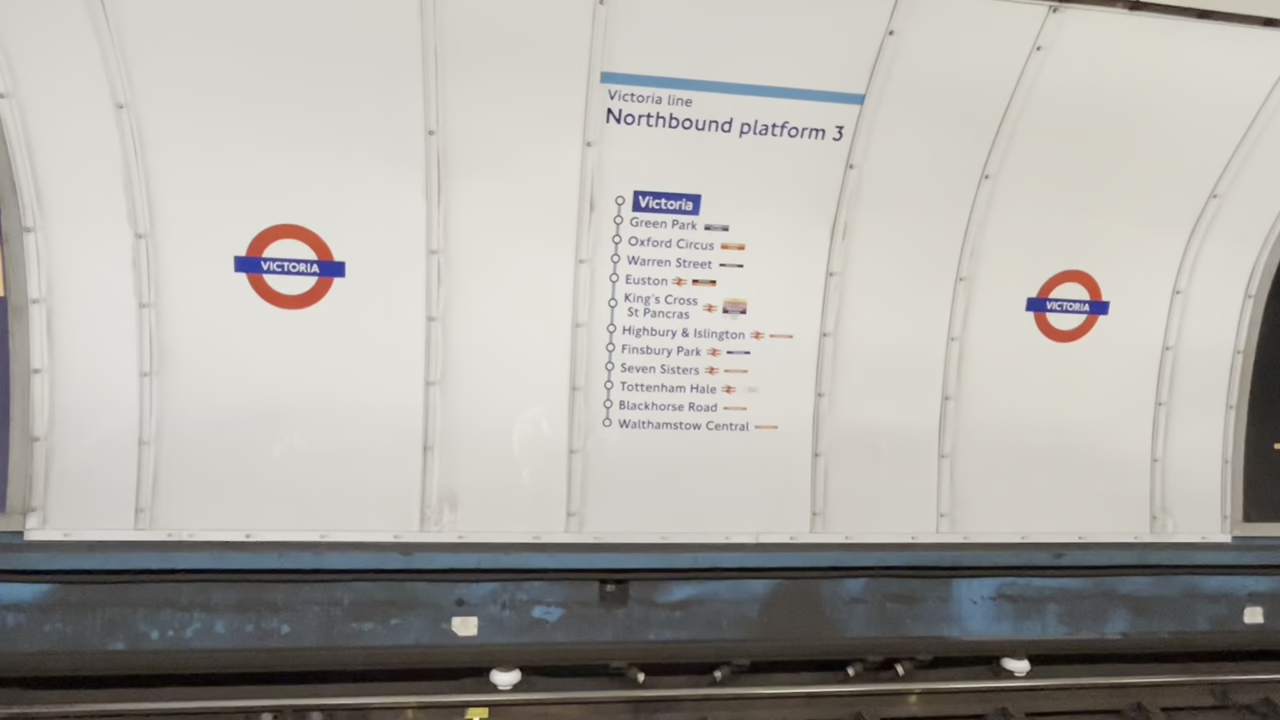 VICTORIA
Victoria line
Northbound platform 3
Victoria
Green Park
Oxford Circus
Warren Street
Euston
King's Cross
St Pancras
Highbury & Islington
Finsbury Park
Seven Sisters
Tottenham Hale
Blackhorse Road
Walthamstow Central
VICTORIA